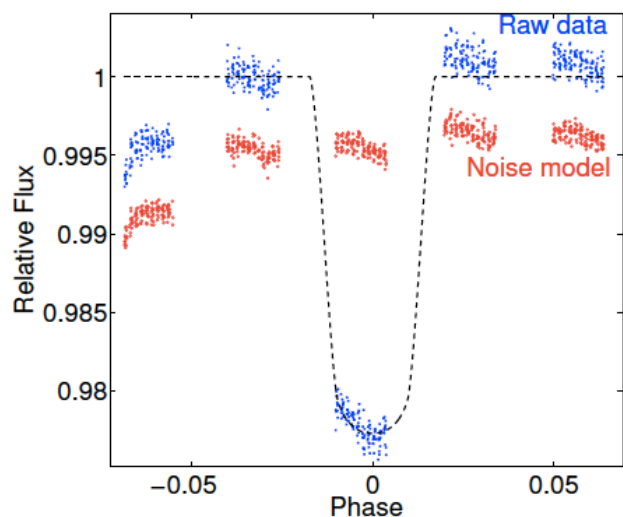 Raw data
1
0.995
Noise model
0.99
Relative Flux
0.985
0.98
−0.05 0 0.05
Phase